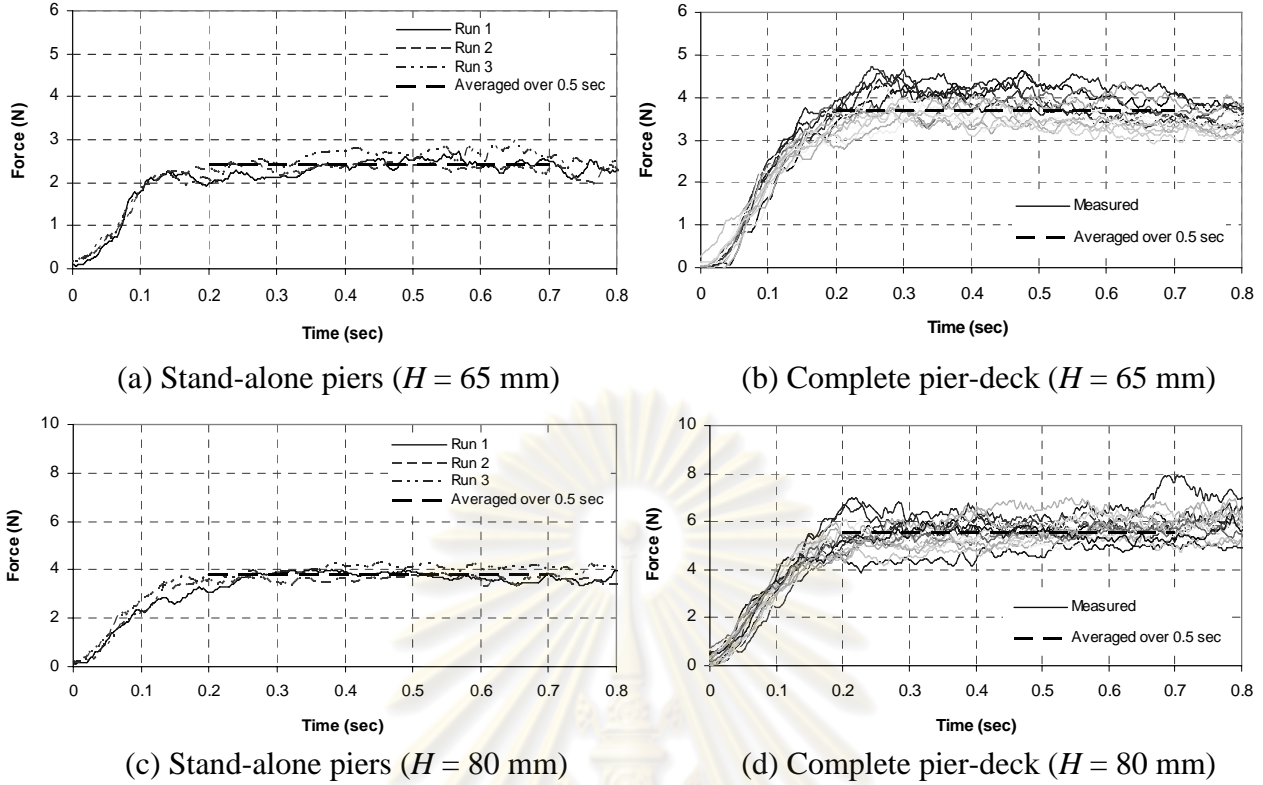 6
5
4
3
2
1
0
Force (N)
Run 1
Run 2
Run 3
Averaged over 0.5 sec
0 0.1 0.2 0.3 0.4 0.5 0.6 0.7 0.8
Time (sec)
(a) Stand-alone piers (H = 65 mm)
6
5
4
3
2
1
0
Force (N)
Measured
Averaged over 0.5 sec
0 0.1 0.2 0.3 0.4 0.5 0.6 0.7 0.8
Time (sec)
(b) Complete pier-deck (H = 65 mm)
10
8
6
4
2
0
Force (N)
Run 1
Run 2
Run 3
Averaged over 0.5 sec
0 0.1 0.2 0.3 0.4 0.5 0.6 0.7 0.8
Time (sec)
(c) Stand-alone piers (H = 80 mm)
10
8
6
4
2
0
Force (N)
Measured
Averaged over 0.5 sec
0 0.1 0.2 0.3 0.4 0.5 0.6 0.7 0.8
Time (sec)
(d) Complete pier-deck (H = 80 mm)